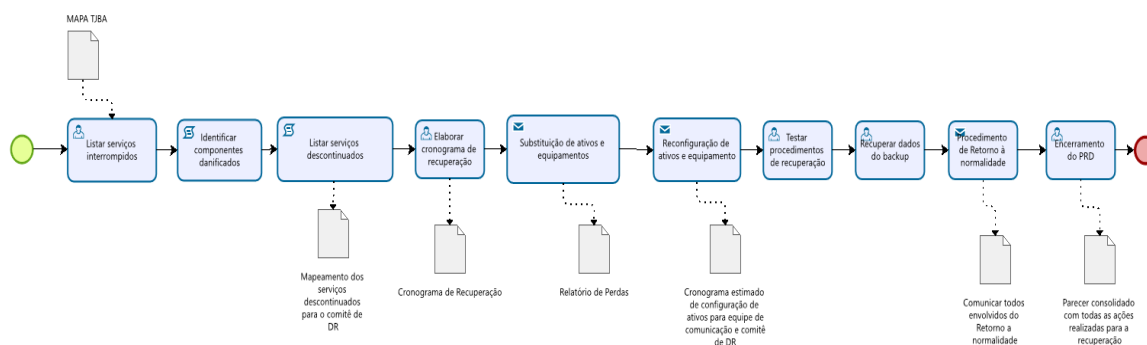 MAPA TJBA
Listar serviços
interrompidos
Identificar
componentes
danificados
Listar serviços
descontinuados
Elaborar
cronograma de
recuperação
Substituição de ativos e
equipamentos
Reconfiguração de
ativos e equipamento
Testar
procedimentos
de recuperação
Recuperar dados
do backup
Procedimento
de Retorno à
normalidade
Encerramento
do PRD
Mapeamento dos
serviços
descontinuados
para o comitê de
DR
Cronograma de Recuperação
Relatório de Perdas
Cronograma estimado
de configuração de
ativos para equipe de
comunicação e comitê
de DR
Comunicar todos
envolvidos do
Retorno a
normalidade
Parecer consolidado
com todas as ações
realizadas para a
recuperação